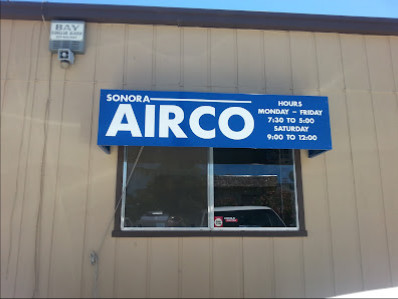 BAY
SONORA
AIRCO
HOURS
MONDAY - FRIDAY
7:30 TO 5:00
SATURDAY
9:00 TO 12:00